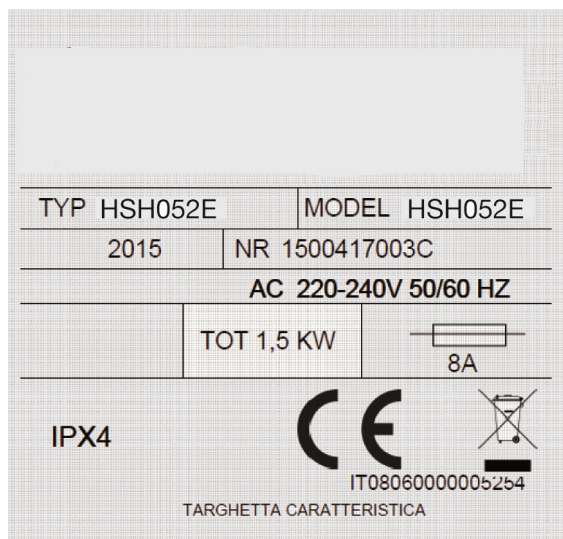 TYP HSH052E MODEL HSH052E
2015 NR 1500417003C
AC 220-240V 50/60 HZ
TOT 1,5 KW
8A
IPX4 CE
IT08060000005254
TARGHETTA CARATTERISTICA